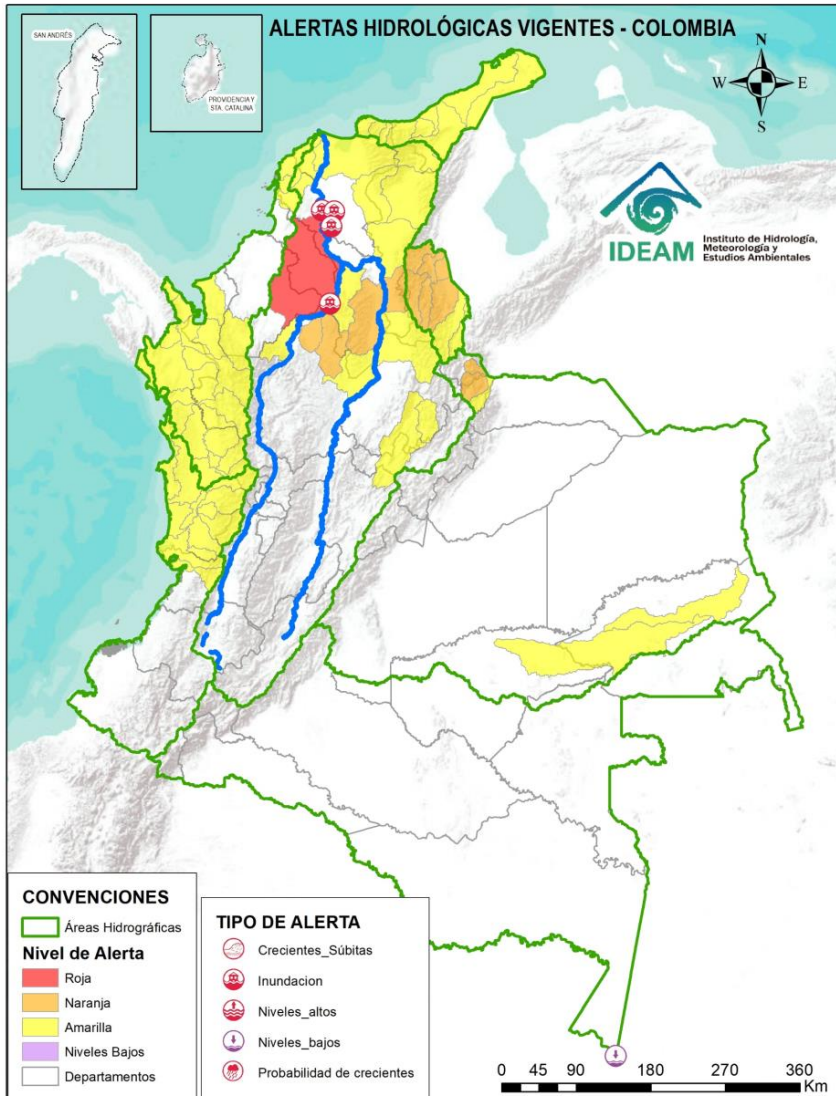 ALERTAS HIDROLÓGICAS VIGENTES - COLOMBIA
SAN ANDRÉS
PROVIDENCIA Y
STA. CATALINA
N
W
E
S
IDEAM
Instituto de Hidrología,
Meteorología y
Estudios Ambientales
CONVENCIONES
Áreas Hidrográficas
Nivel de Alerta
Roja
Naranja
Amarilla
Niveles Bajos
Departamentos
TIPO DE ALERTA
Crecientes_Súbitas
Inundacion
Niveles_altos
Niveles_bajos
Probabilidad de crecientes
0 45 90 180 270 360
Km